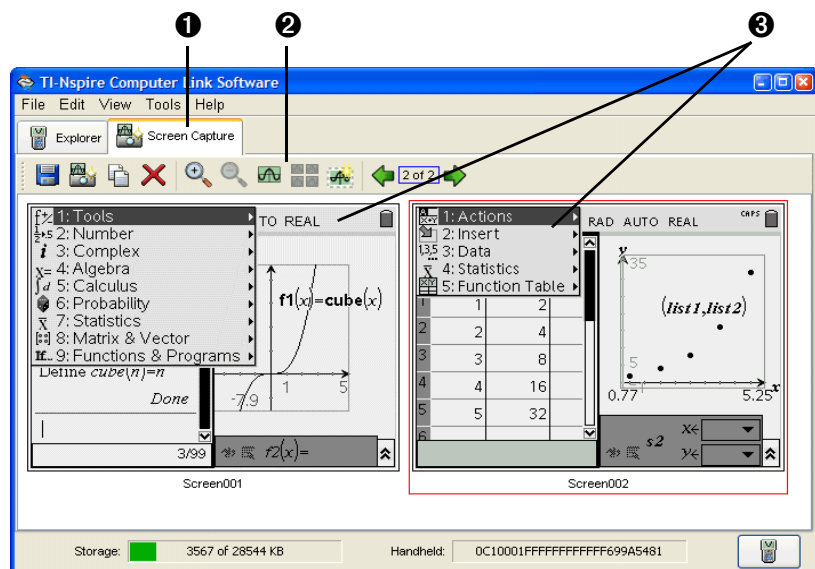 ❶ ❷ ❸
TI-Nspire Computer Link Software
File Edit View Tools Help
Explorer Screen Capture
2 of 2
1: Tools
2: Number
3: Complex
4: Algebra
5: Calculus
6: Probability
7: Statistics
8: Matrix & Vector
9: Functions & Programs
TO REAL
f1(x)=cube(x)
1 5
-7.9
Define cube(n)=n
Done
3/99
f2(x)=
Screen001
1: Actions
2: Insert
3: Data
4: Statistics
5: Function Table
RAD AUTO REAL
CAPS
1 1 2
2 2 4
3 3 8
4 4 16
5 5 32
6
y
35
(list1,list2)
5
0.77 5.25 x
s2 x← y←
Screen002
Storage: 3567 of 28544 KB
Handheld: 0C10001FFFFFFFFFFFF699A5481